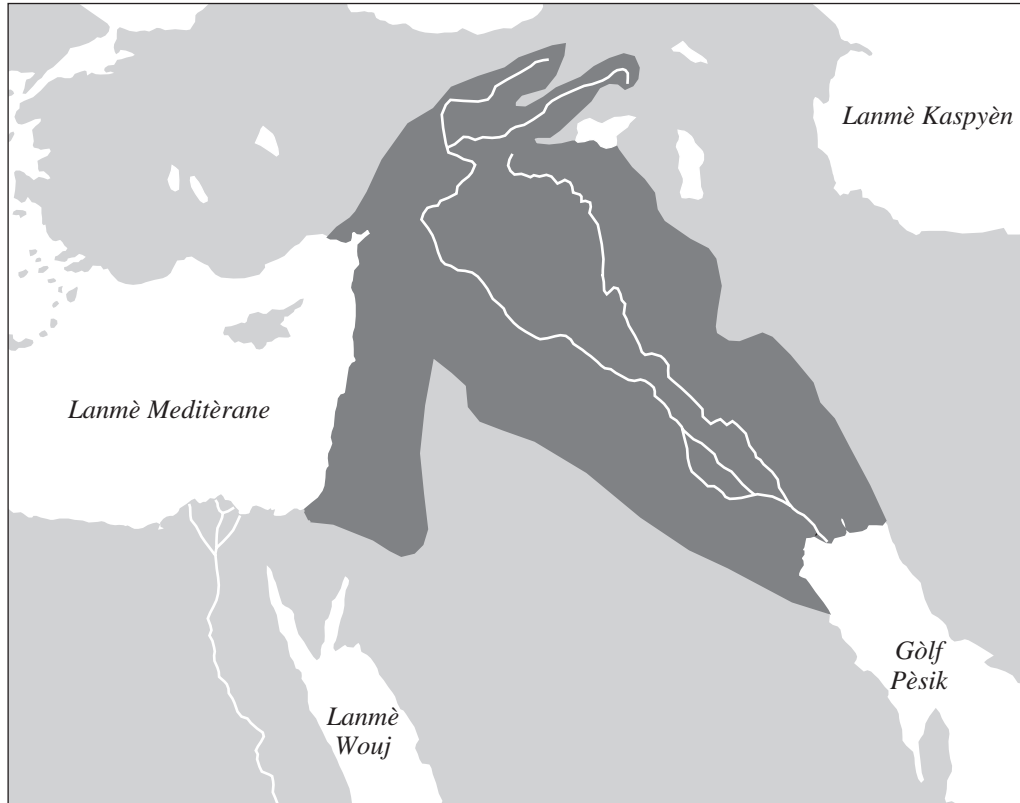 Lanmè Kaspyèn
Lanmè Meditèrane
Gòlf
Pèsik
Lanmè
Wouj